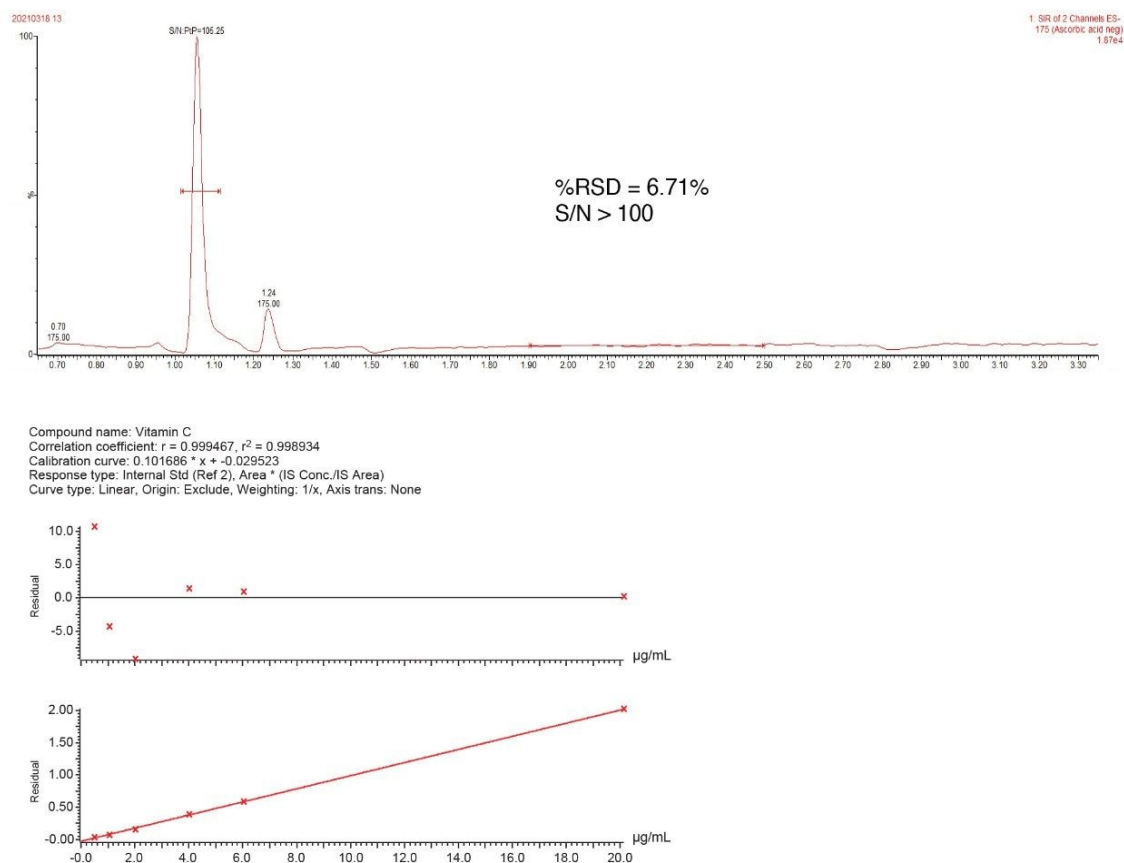 20210318 13
1: SIR of 2 Channels ES-
175 (Ascorbic acid neg)
1.87e4
S/N:PtP=105.25
100
%
0
0.70
175.00
1.24
175.00
%RSD = 6.71%
S/N > 100
0.70 0.80 0.90 1.00 1.10 1.20 1.30 1.40 1.50 1.60 1.70 1.80 1.90 2.00 2.10 2.20 2.30 2.40 2.50 2.60 2.70 2.80 2.90 3.00 3.10 3.20 3.30
Compound name: Vitamin C
Correlation coefficient: r = 0.999467, r² = 0.998934
Calibration curve: 0.101686 * x + -0.029523
Response type: Internal Std (Ref 2), Area * (IS Conc./IS Area)
Curve type: Linear, Origin: Exclude, Weighting: 1/x, Axis trans: None
Residual
10.0
5.0
0.0
-5.0
µg/mL
Residual
2.00
1.50
1.00
0.50
-0.00
µg/mL
-0.0 2.0 4.0 6.0 8.0 10.0 12.0 14.0 16.0 18.0 20.0